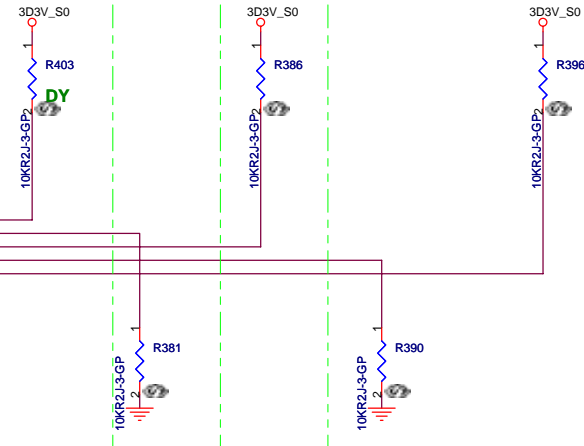 3D3V_S0
3D3V_S0
3D3V_S0
1
R403
1
R386
1
R396
DY
2
2
2
10KR2J-3-GP
10KR2J-3-GP
10KR2J-3-GP
1
R381
1
R390
10KR2J-3-GP
2
10KR2J-3-GP
2